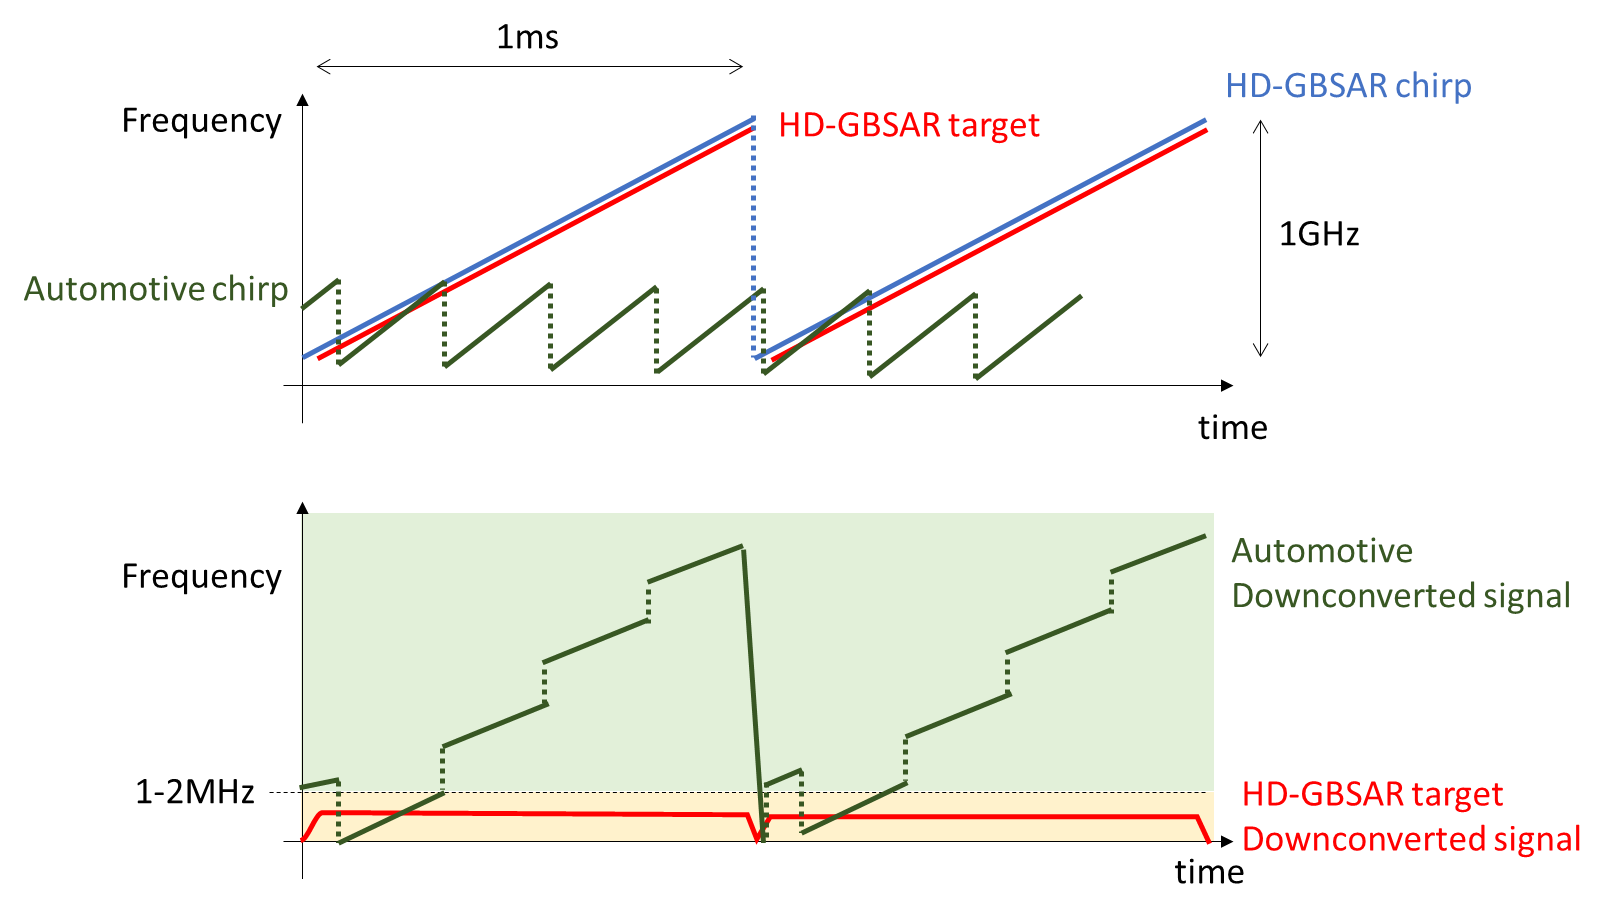 1ms
HD-GBSAR chirp
Frequency
HD-GBSAR target
1GHz
Automotive chirp
time
Automotive
Downconverted signal
Frequency
1-2MHz
HD-GBSAR target
Downconverted signal
time